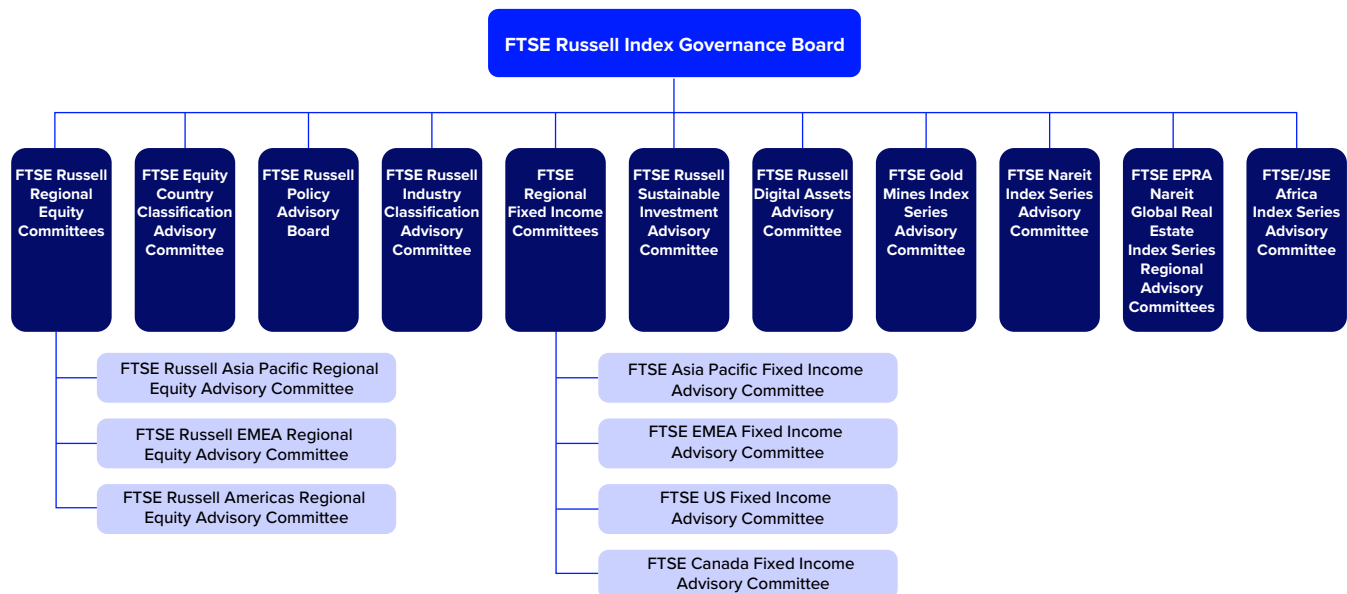 FTSE Russell Index Governance Board
FTSE Russell
Regional
Equity
Committees
FTSE Equity
Country
Classification
Advisory
Committee
FTSE Russell
Policy
Advisory
Board
FTSE Russell
Industry
Classification
Advisory
Committee
FTSE
Regional
Fixed Income
Committees
FTSE Russell
Sustainable
Investment
Advisory
Committee
FTSE Russell
Digital Assets
Advisory
Committee
FTSE Gold
Mines Index
Series
Advisory
Committee
FTSE Nareit
Index Series
Advisory
Committee
FTSE EPRA
Nareit
Global Real
Estate
Index Series
Regional
Advisory
Committees
FTSE/JSE
Africa
Index Series
Advisory
Committee
FTSE Russell Asia Pacific Regional
Equity Advisory Committee
FTSE Russell EMEA Regional
Equity Advisory Committee
FTSE Russell Americas Regional
Equity Advisory Committee
FTSE Asia Pacific Fixed Income
Advisory Committee
FTSE EMEA Fixed Income
Advisory Committee
FTSE US Fixed Income
Advisory Committee
FTSE Canada Fixed Income
Advisory Committee